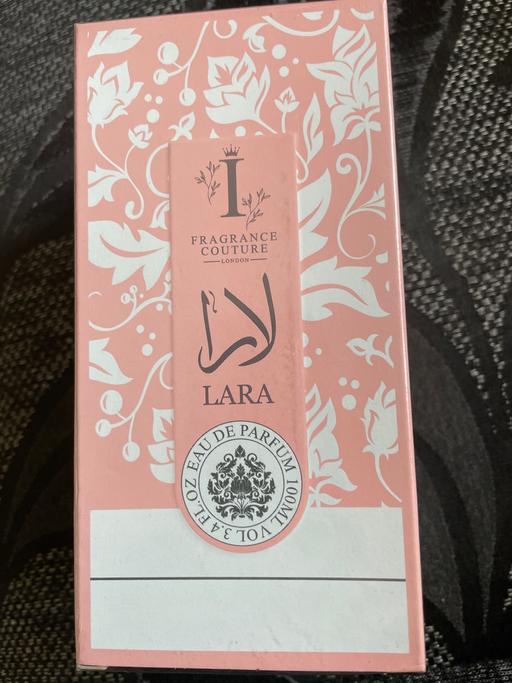 I
FRAGRANCE
COUTURE
LONDON
لارا
LARA
EAU DE PARFUM 100ML VOL 3.4 FL.OZ